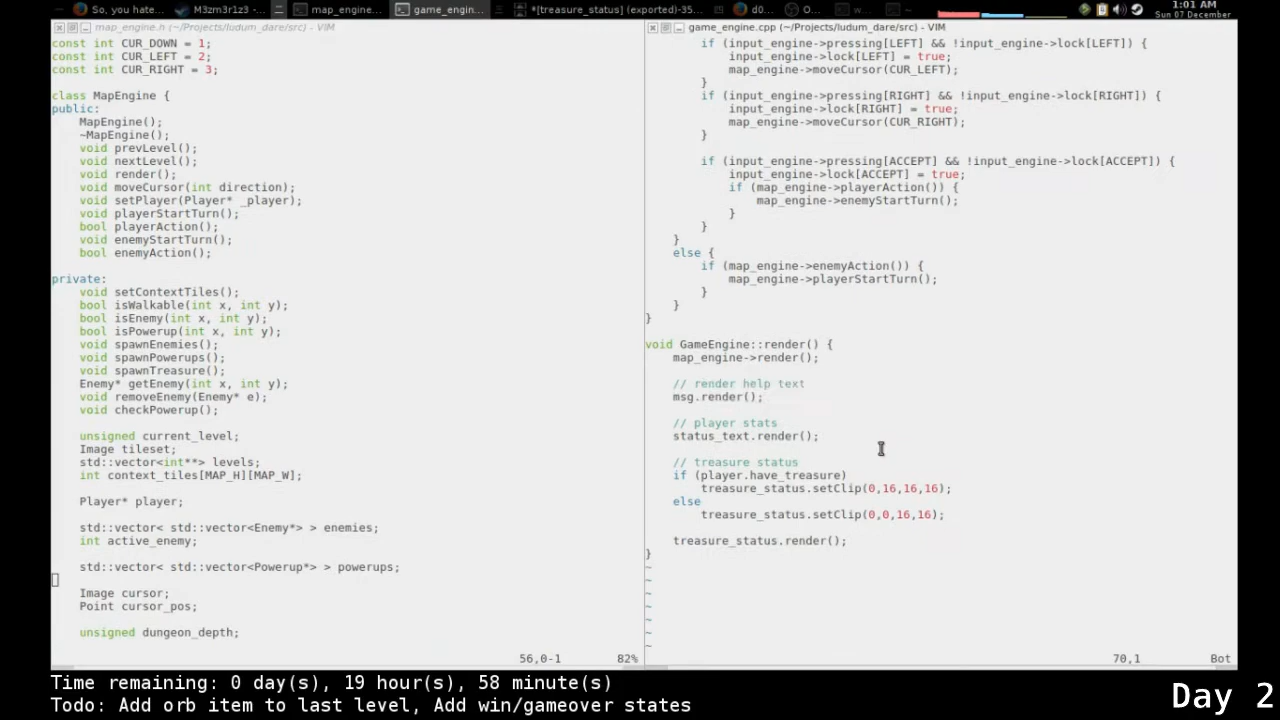 So, you hate... M3zm3r1z3 -... map_engine... game_engin... *[treasure_status] (exported)-35... d0... O... 1:01 AM
Sun 07 December
map_engine.h (~/Projects/ludum_dare/src) - VIM
const int CUR_DOWN = 1;
const int CUR_LEFT = 2;
const int CUR_RIGHT = 3;
class MapEngine {
public:
MapEngine();
~MapEngine();
void prevLevel();
void nextLevel();
void render();
void moveCursor(int direction);
void setPlayer(Player* _player);
void playerStartTurn();
bool playerAction();
void enemyStartTurn();
bool enemyAction();
private:
void setContextTiles();
bool isWalkable(int x, int y);
bool isEnemy(int x, int y);
bool isPowerup(int x, int y);
void spawnEnemies();
void spawnPowerups();
void spawnTreasure();
Enemy* getEnemy(int x, int y);
void removeEnemy(Enemy* e);
void checkPowerup();
unsigned current_level;
Image tileset;
std::vector<int**> levels;
int context_tiles[MAP_H][MAP_W];
Player* player;
std::vector< std::vector<Enemy*> > enemies;
int active_enemy;
std::vector< std::vector<Powerup*> > powerups;
Image cursor;
Point cursor_pos;
unsigned dungeon_depth;
56,0-1 82%
game_engine.cpp (~/Projects/ludum_dare/src) - VIM
if (input_engine->pressing[LEFT] && !input_engine->lock[LEFT]) {
input_engine->lock[LEFT] = true;
map_engine->moveCursor(CUR_LEFT);
}
if (input_engine->pressing[RIGHT] && !input_engine->lock[RIGHT]) {
input_engine->lock[RIGHT] = true;
map_engine->moveCursor(CUR_RIGHT);
}
if (input_engine->pressing[ACCEPT] && !input_engine->lock[ACCEPT]) {
input_engine->lock[ACCEPT] = true;
if (map_engine->playerAction()) {
map_engine->enemyStartTurn();
}
}
}
else {
if (map_engine->enemyAction()) {
map_engine->playerStartTurn();
}
}
}
void GameEngine::render() {
map_engine->render();
// render help text
msg.render();
// player stats
status_text.render();
// treasure status
if (player.have_treasure)
treasure_status.setClip(0,16,16,16);
else
treasure_status.setClip(0,0,16,16);
treasure_status.render();
}
~
~
~
~
~
~
~
70,1 Bot
Time remaining: 0 day(s), 19 hour(s), 58 minute(s)
Todo: Add orb item to last level, Add win/gameover states
Day 2